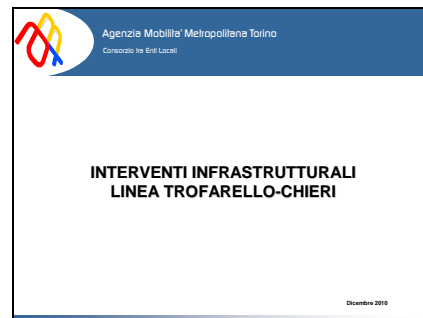 Agenzia Mobilita' Metropolitana Torino
Consorzio tra Enti Locali
INTERVENTI INFRASTRUTTURALI
LINEA TROFARELLO-CHIERI
Dicembre 2010